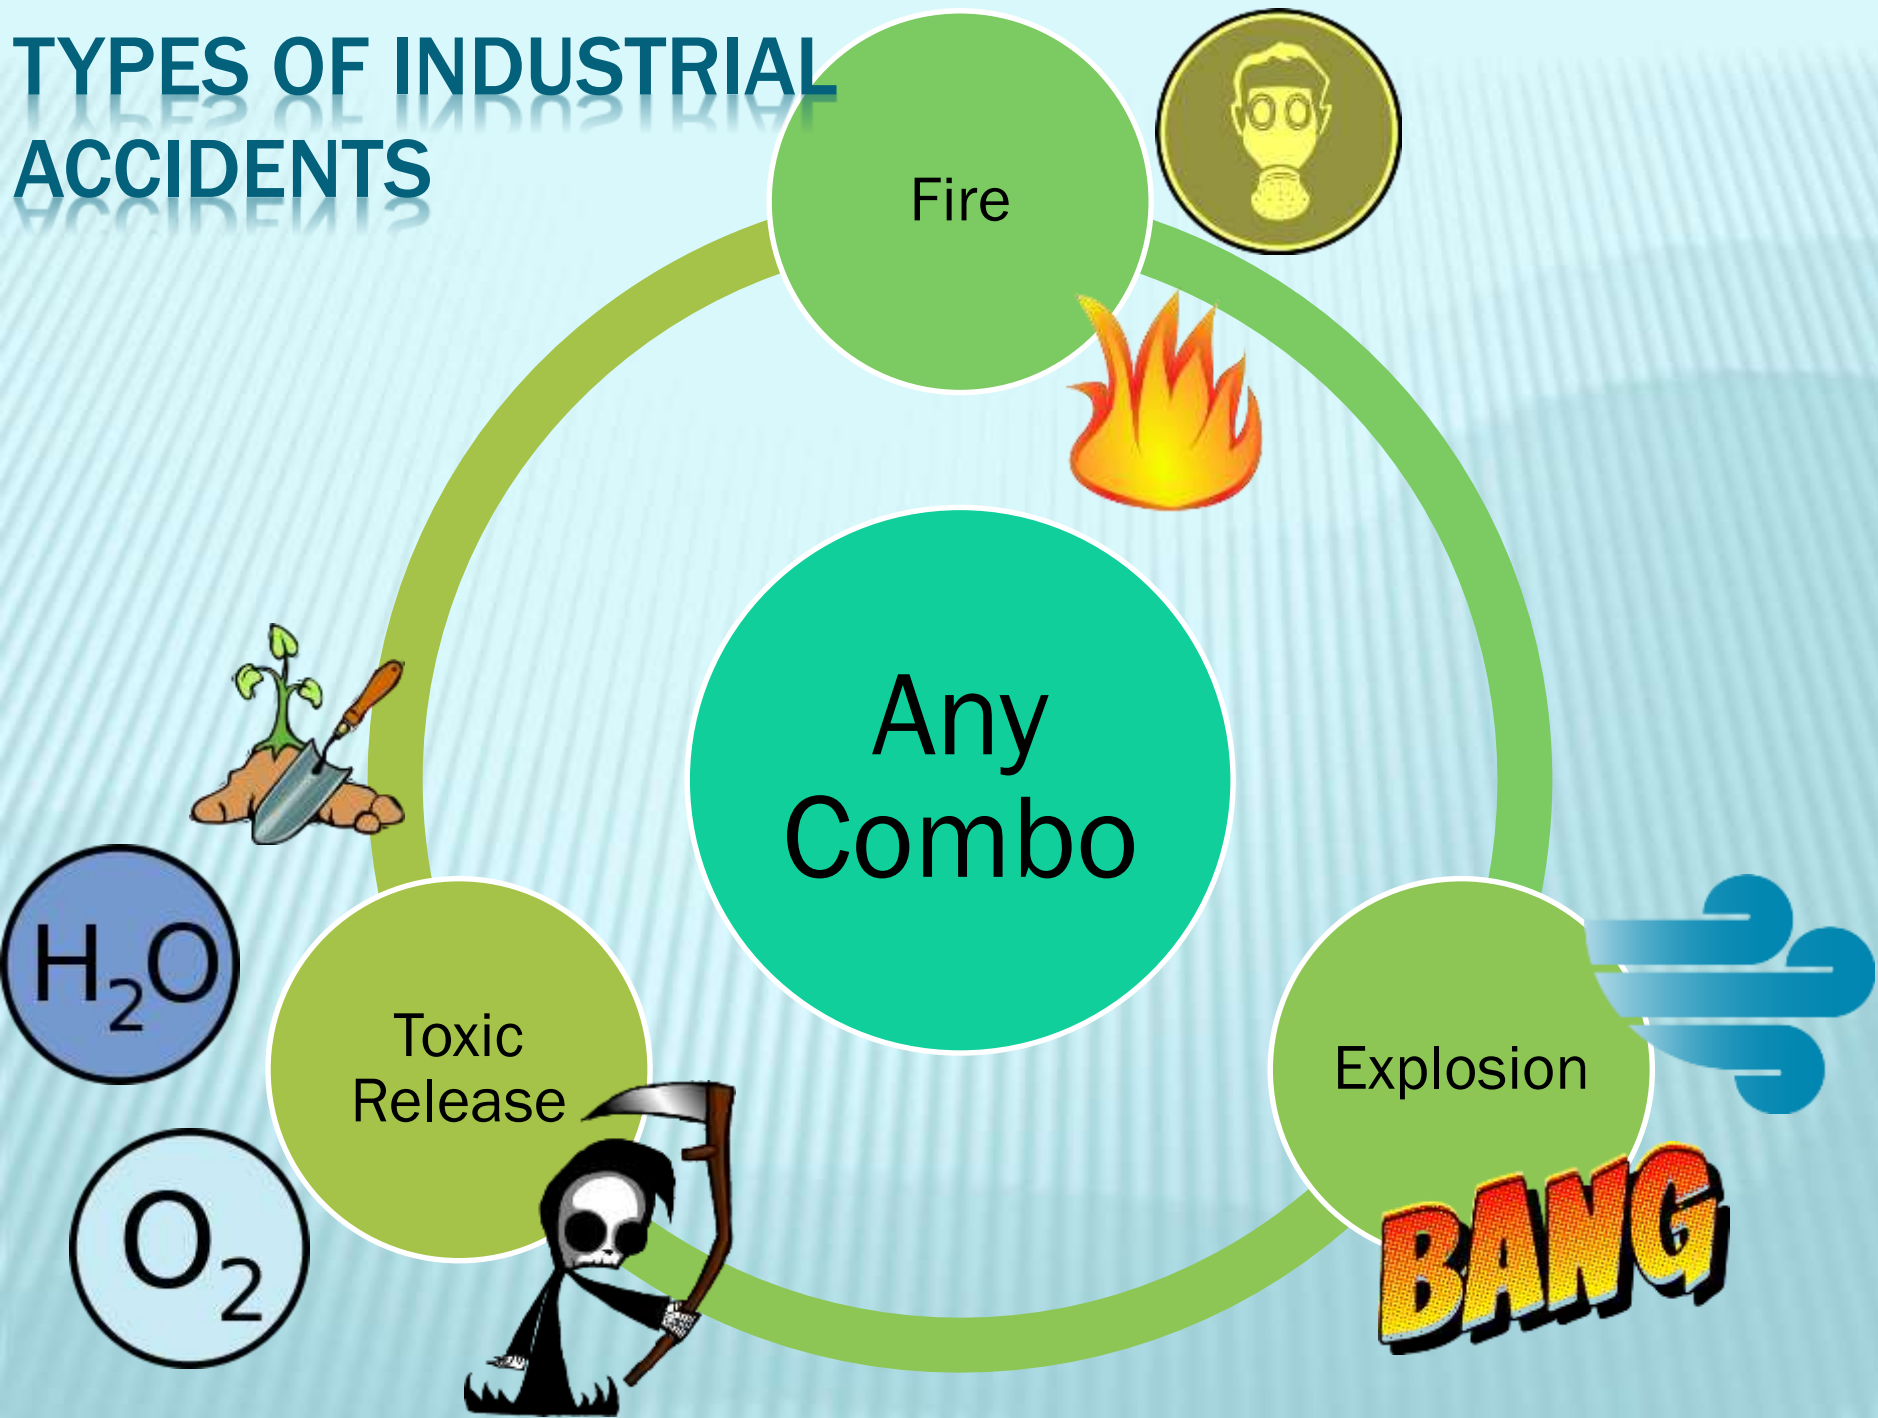 TYPES OF INDUSTRIAL
ACCIDENTS
Fire
Any
Combo
H₂O
Toxic
Release
Explosion
O₂
BANG